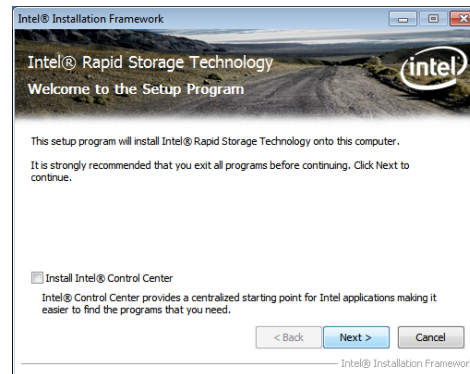 Intel® Installation Framework
Intel® Rapid Storage Technology
Welcome to the Setup Program
intel
This setup program will install Intel® Rapid Storage Technology onto this computer.
It is strongly recommended that you exit all programs before continuing. Click Next to
continue.
Install Intel® Control Center
Intel® Control Center provides a centralized starting point for Intel applications making it
easier to find the programs that you need.
< Back Next > Cancel
Intel® Installation Framewor